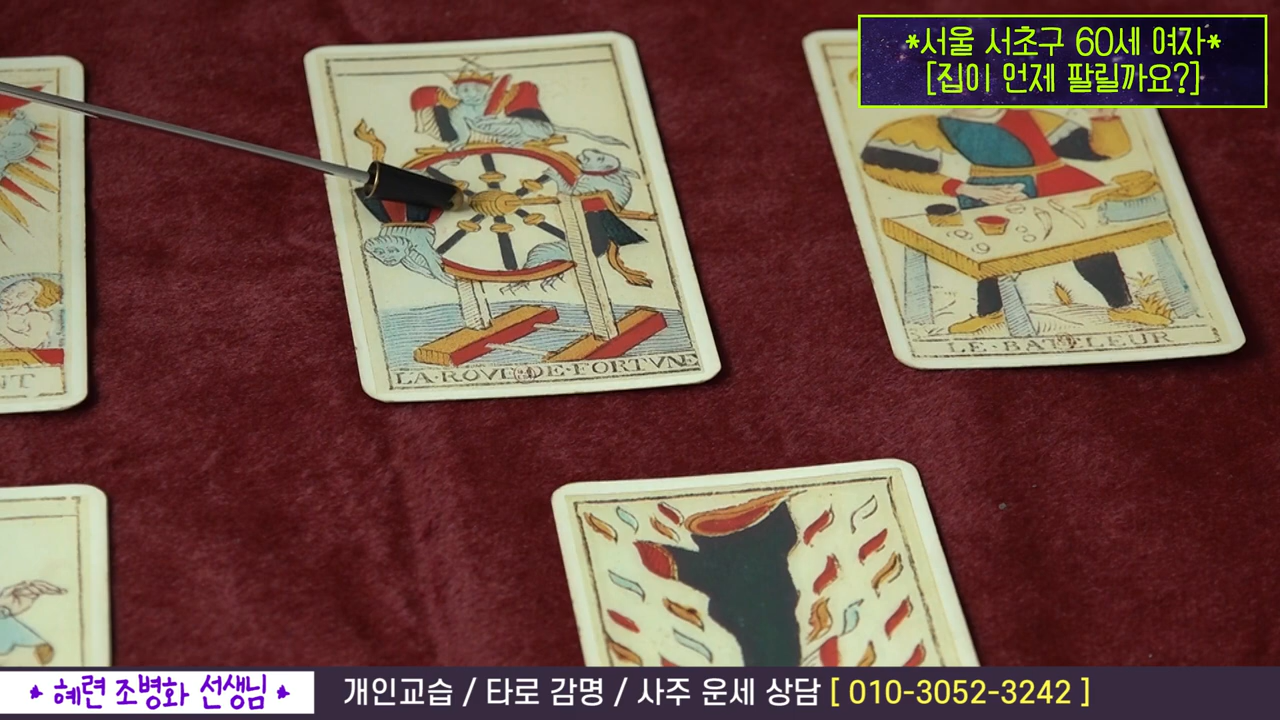 *서울 서초구 60세 여자*
[집이 언제 팔릴까요?]
NT
LA·ROVE·DE·FORTVNE
LE·BATELEUR
* 혜련 조병화 선생님 *
개인교습 / 타로 감명 / 사주 운세 상담 [ 010-3052-3242 ]